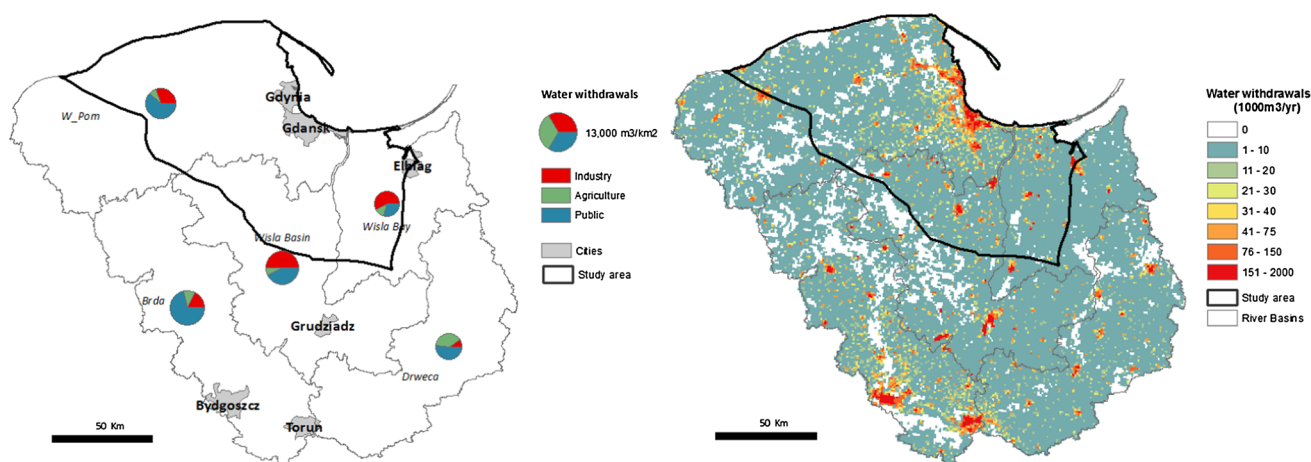 W_Pom
Gdynia
Gdansk
Elblag
Wisla Bay
Wisla Basin
Brda
Grudziadz
Drweca
Bydgoszcz
Torun
50 Km
Water withdrawals
13,000 m3/km2
Industry
Agriculture
Public
Cities
Study area
50 Km
Water withdrawals
(1000m3/yr)
0
1 - 10
11 - 20
21 - 30
31 - 40
41 - 75
76 - 150
151 - 2000
Study area
River Basins